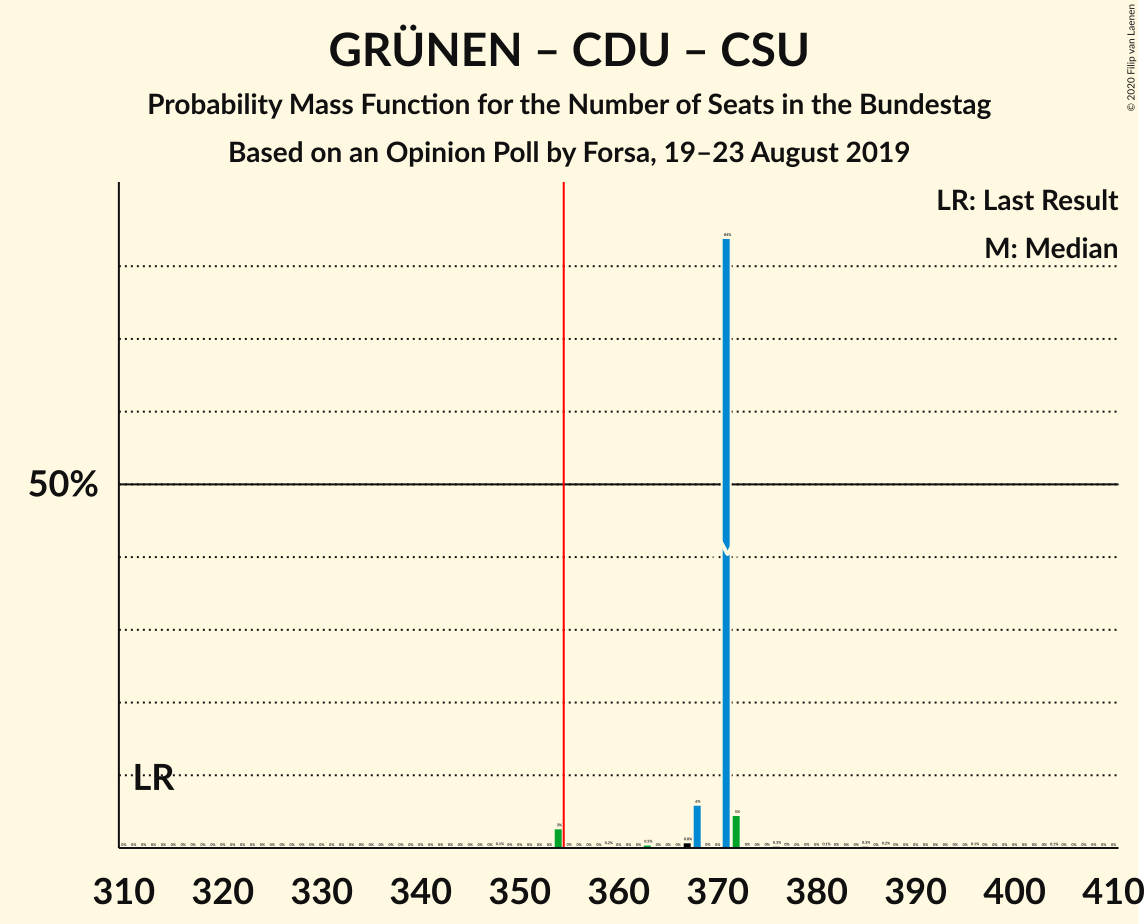 GRÜNEN – CDU – CSU
Probability Mass Function for the Number of Seats in the Bundestag
Based on an Opinion Poll by Forsa, 19–23 August 2019
© 2020 Filip van Laenen
LR: Last Result
M: Median
50%
LR
310 320 330 340 350 360 370 380 390 400 410